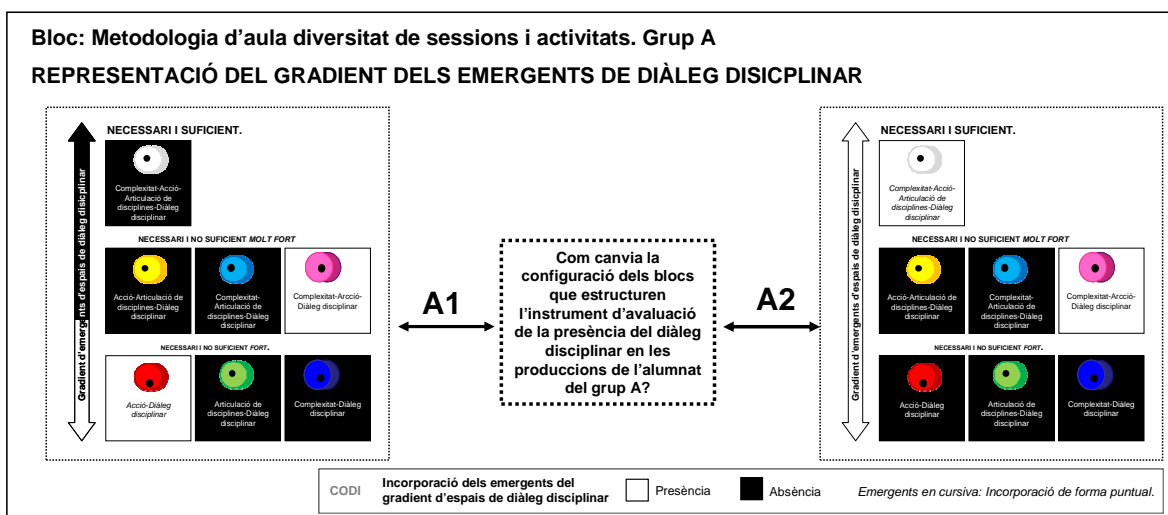 Bloc: Metodologia d'aula diversitat de sessions i activitats. Grup A
REPRESENTACIÓ DEL GRADIENT DELS EMERGENTS DE DIÀLEG DISICPLINAR
Gradient d'emergents d'espais de diàleg disicplinar
NECESSARI I SUFICIENT.
Complexitat-Acció-
Articulació de
disciplines-Diàleg
disciplinar
NECESSARI I NO SUFICIENT MOLT FORT
Acció-Articulació de
disciplines-Diàleg
disciplinar
Complexitat-
Articulació de
disciplines-Diàleg
disciplinar
Complexitat-Arcció-
Diàleg disciplinar
NECESSARI I NO SUFICIENT FORT.
Acció-Diàleg
disciplinar
Articulació de
disciplines-Diàleg
disciplinar
Complexitat-Diàleg
disciplinar
A1
Com canvia la
configuració dels blocs
que estructuren
l'instrument d'avaluació
de la presència del diàleg
disciplinar en les
produccions de l'alumnat
del grup A?
A2
Gradient d'emergents d'espais de diàleg disicplinar
NECESSARI I SUFICIENT.
Complexitat-Acció-
Articulació de
disciplines-Diàleg
disciplinar
NECESSARI I NO SUFICIENT MOLT FORT
Acció-Articulació de
disciplines-Diàleg
disciplinar
Complexitat-
Articulació de
disciplines-Diàleg
disciplinar
Complexitat-Arcció-
Diàleg disciplinar
NECESSARI I NO SUFICIENT FORT.
Acció-Diàleg
disciplinar
Articulació de
disciplines-Diàleg
disciplinar
Complexitat-Diàleg
disciplinar
CODI
Incorporació dels emergents del
gradient d'espais de diàleg disciplinar
Presència
Absència
Emergents en cursiva: Incorporació de forma puntual.